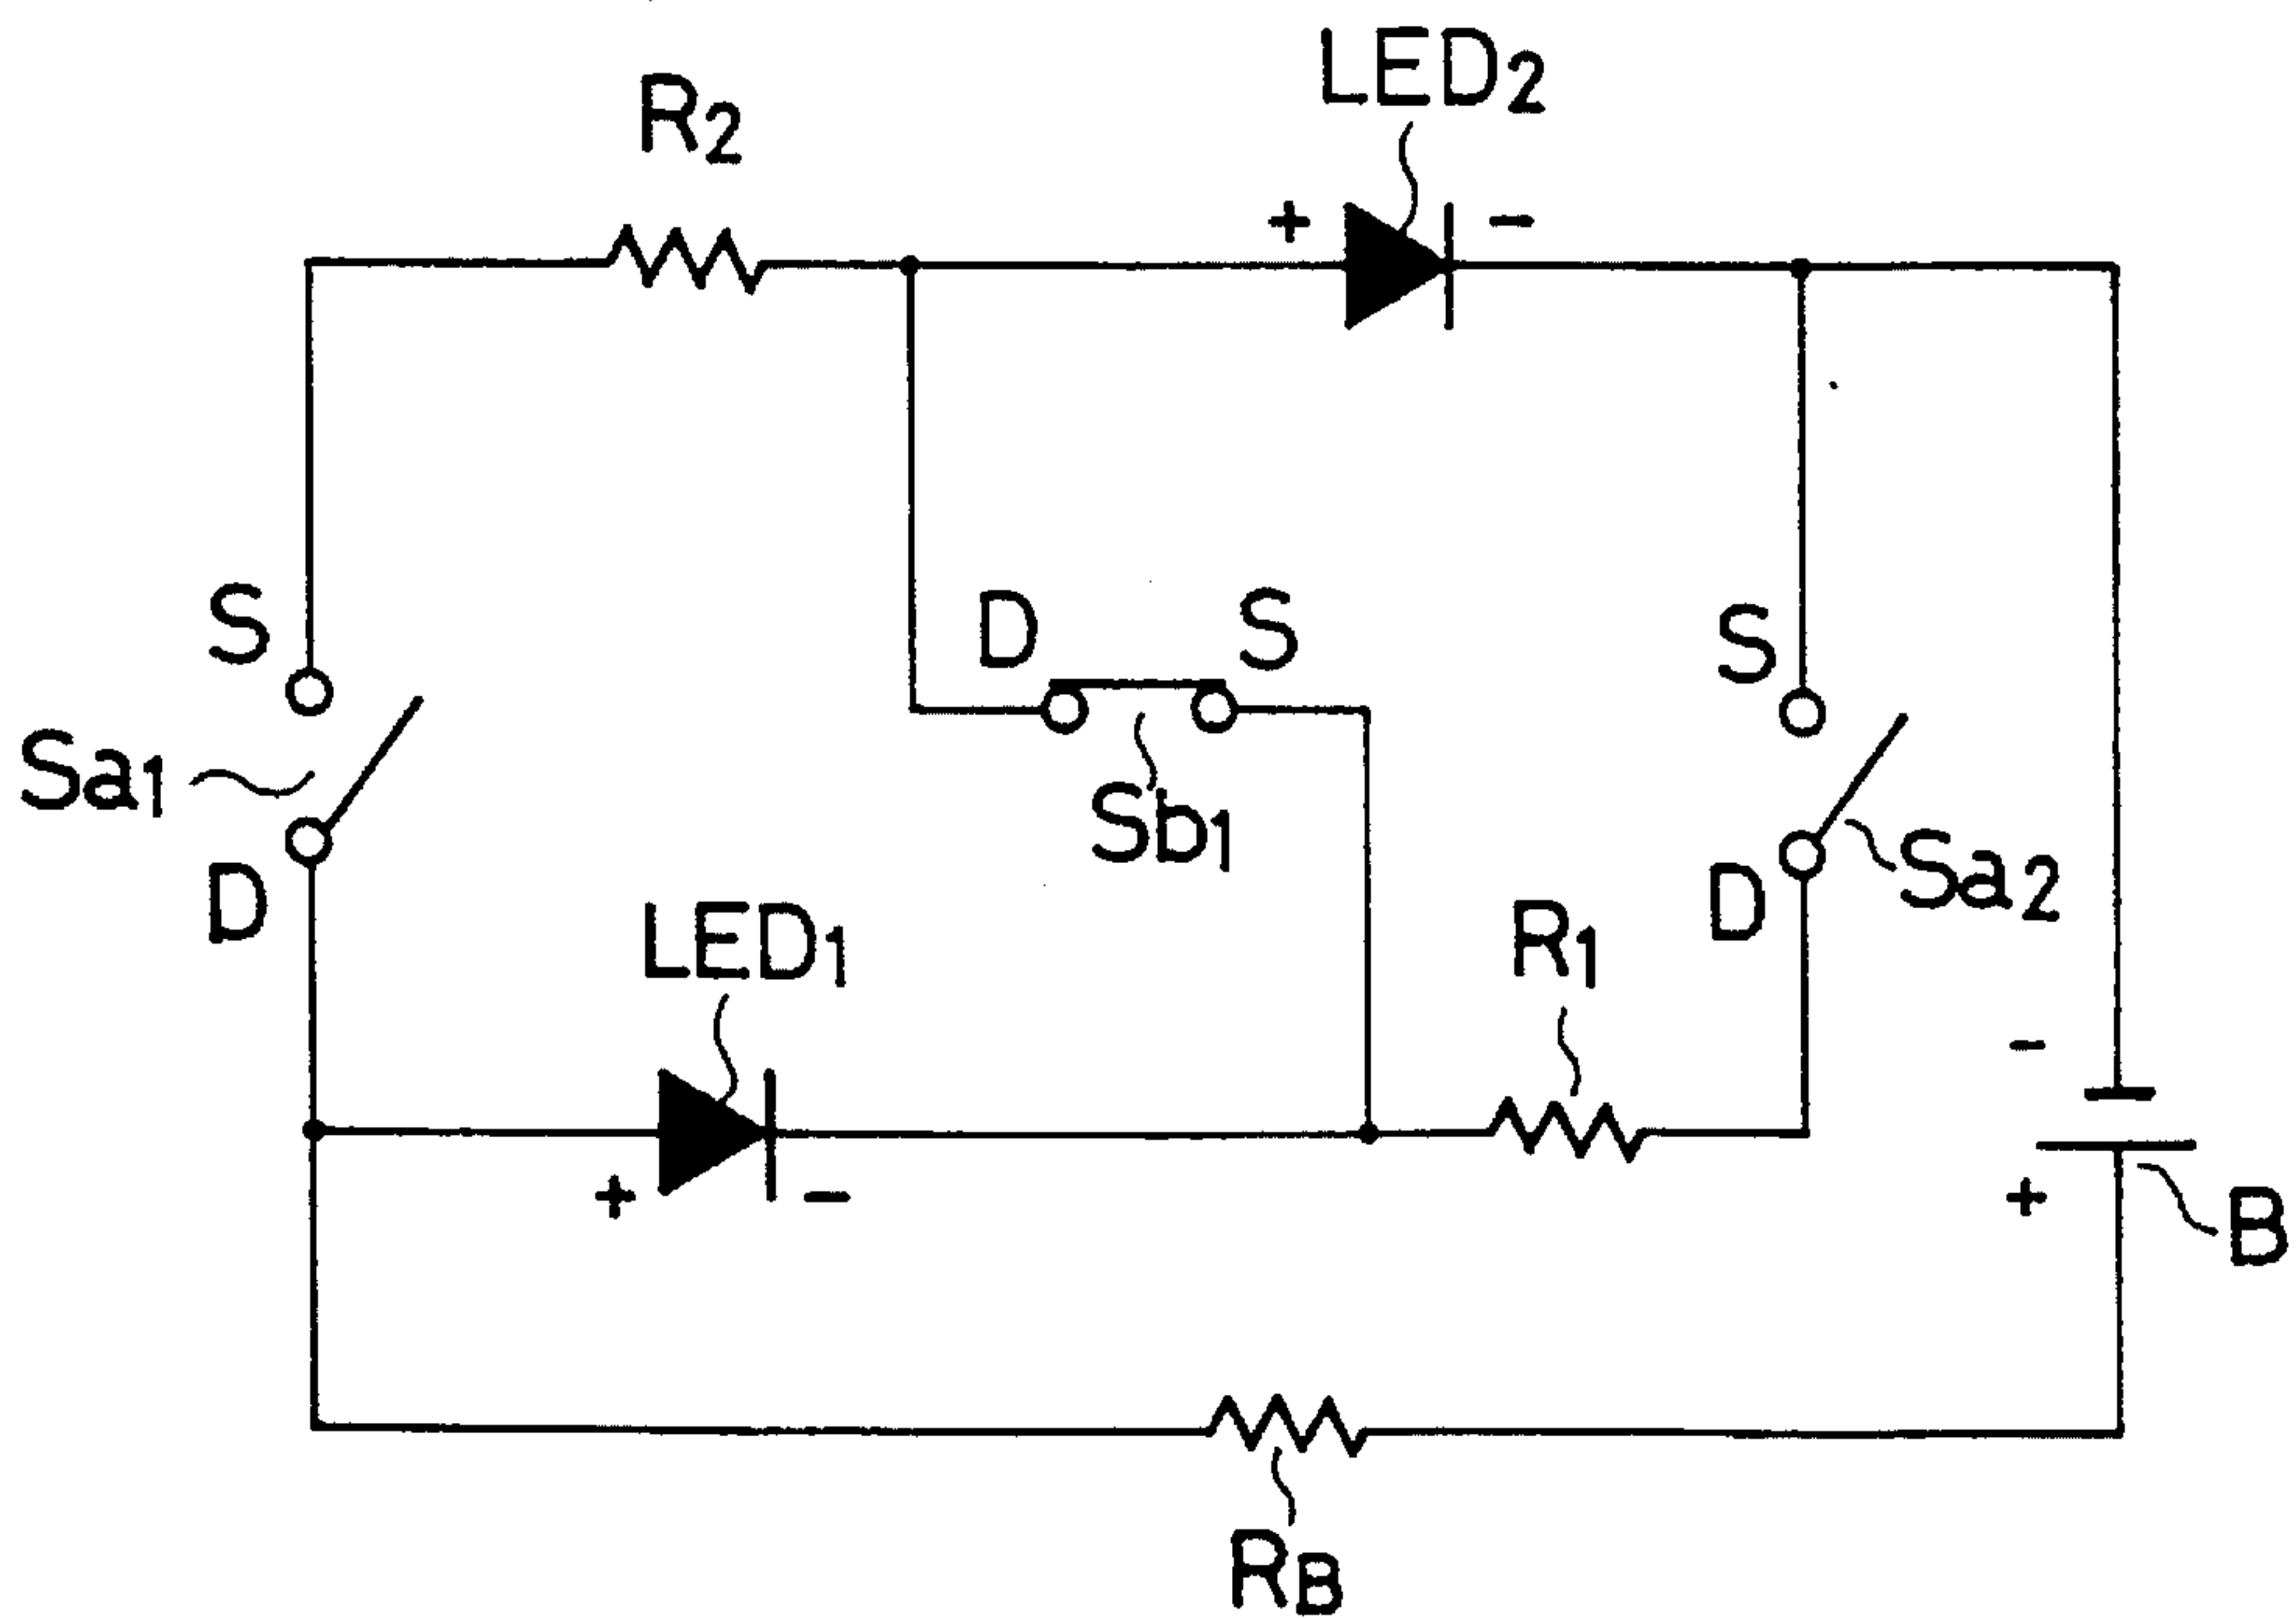 LED2
R2
+ -
S
D S
S
Sa1
Sb1
Sa2
D
LED1
R1
D
-
+ -
+
B
RB